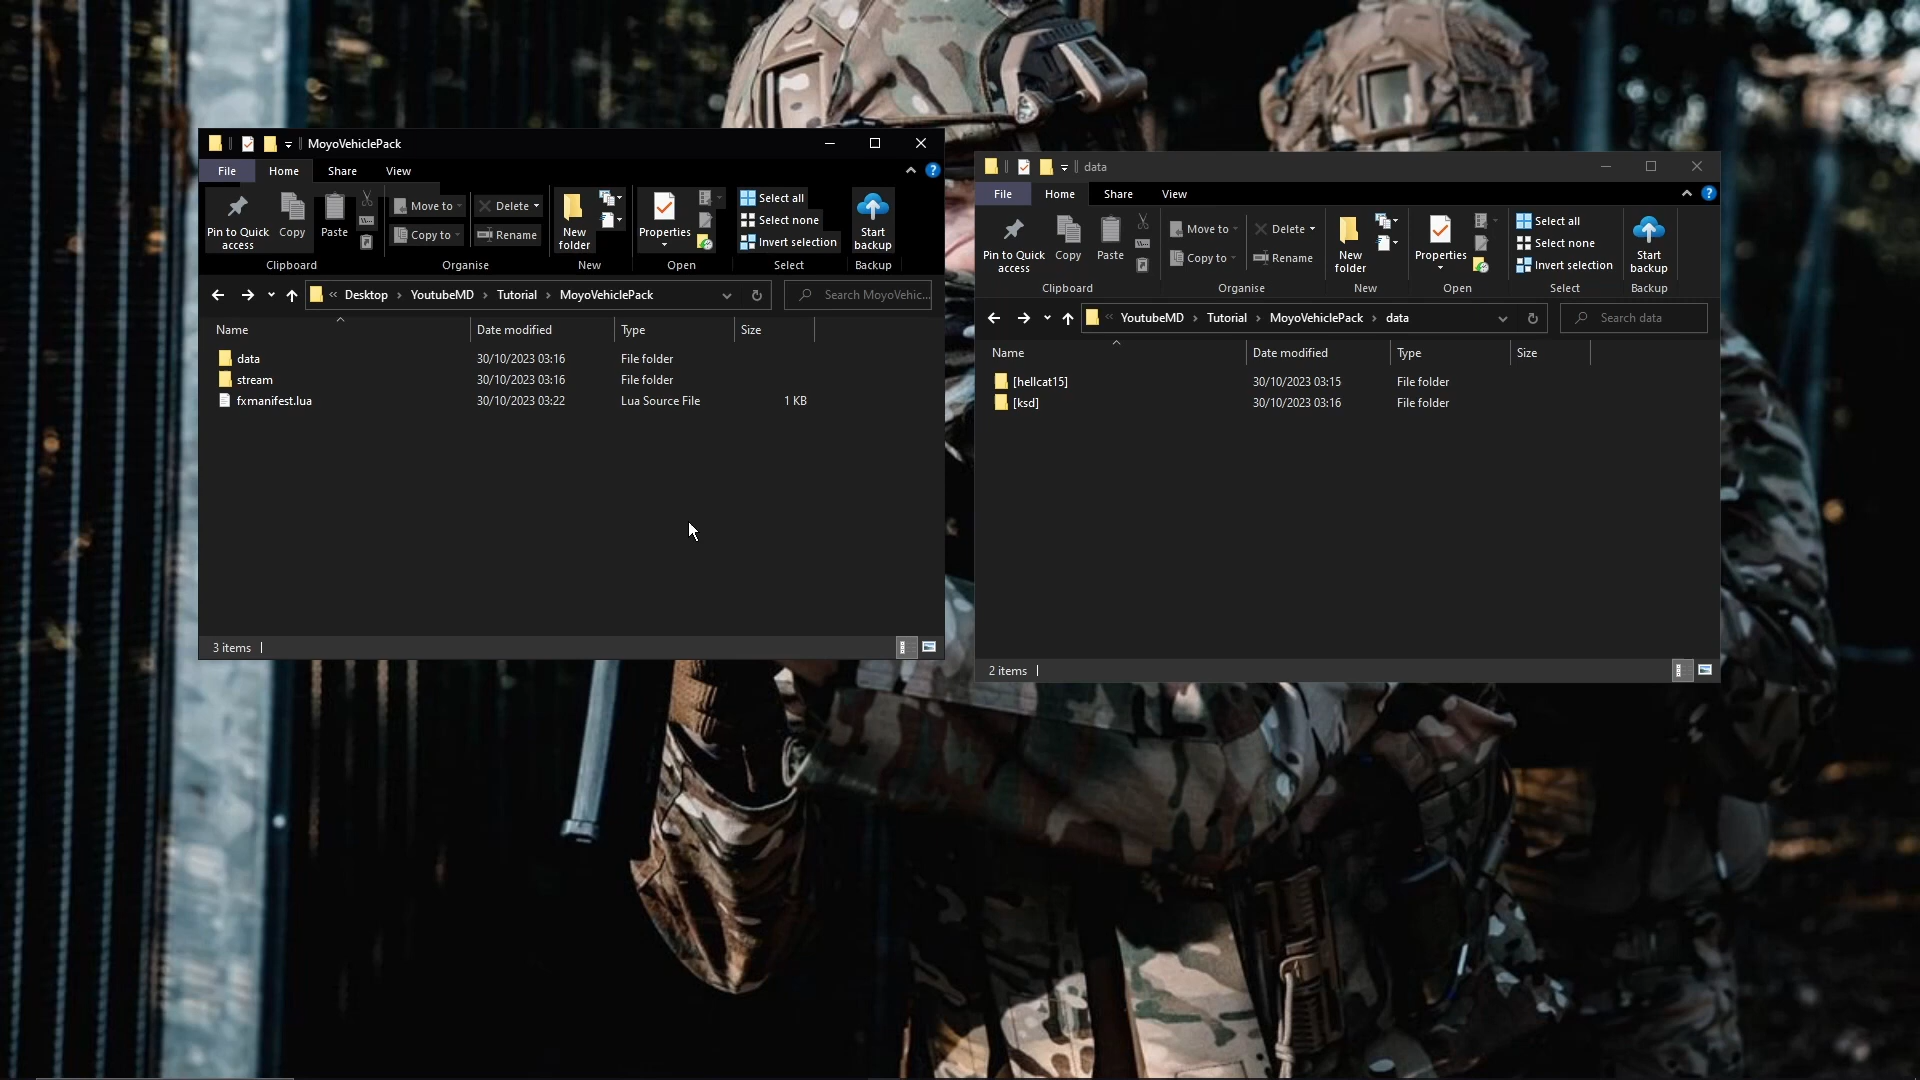 MoyoVehiclePack
File
Home
Share
View
Pin to Quick access
Copy
Paste
Move to
Copy to
Delete
Rename
New folder
Properties
Select all
Select none
Invert selection
Start backup
Clipboard
Organise
New
Open
Select
Backup
« Desktop › YoutubeMD › Tutorial › MoyoVehiclePack
Search MoyoVehic...
Name
Date modified
Type
Size
data 30/10/2023 03:16 File folder
stream 30/10/2023 03:16 File folder
fxmanifest.lua 30/10/2023 03:22 Lua Source File 1 KB
3 items
data
File
Home
Share
View
Pin to Quick access
Copy
Paste
Move to
Copy to
Delete
Rename
New folder
Properties
Select all
Select none
Invert selection
Start backup
Clipboard
Organise
New
Open
Select
Backup
« YoutubeMD › Tutorial › MoyoVehiclePack › data
Search data
Name
Date modified
Type
Size
[hellcat15] 30/10/2023 03:15 File folder
[ksd] 30/10/2023 03:16 File folder
2 items